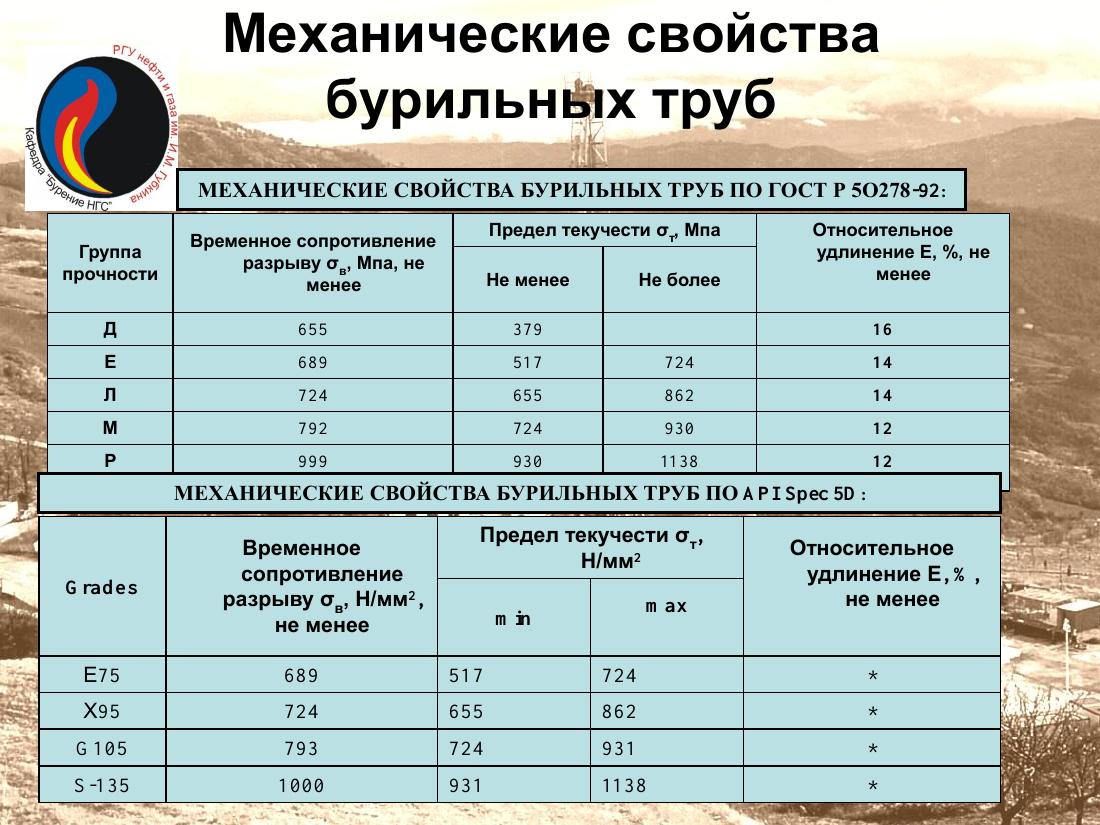 Механические свойства
бурильных труб
РГУ нефти и газа им. И.М. Губкина
Кафедра "Бурение НГС"
МЕХАНИЧЕСКИЕ СВОЙСТВА БУРИЛЬНЫХ ТРУБ ПО ГОСТ Р 5О278-92:
Группа
прочности
Временное сопротивление
разрыву σв, Мпа, не
менее
Предел текучести σт, Мпа
Не менее
Не более
Относительное
удлинение Е, %, не
менее
Д 655 379 16
Е 689 517 724 14
Л 724 655 862 14
М 792 724 930 12
Р 999 930 1138 12
МЕХАНИЧЕСКИЕ СВОЙСТВА БУРИЛЬНЫХ ТРУБ ПО API Spec 5D:
Grades
Временное
сопротивление
разрыву σв, Н/мм²,
не менее
Предел текучести σт,
Н/мм²
min
max
Относительное
удлинение Е,%,
не менее
Е75 689 517 724 *
Х95 724 655 862 *
G105 793 724 931 *
S-135 1000 931 1138 *